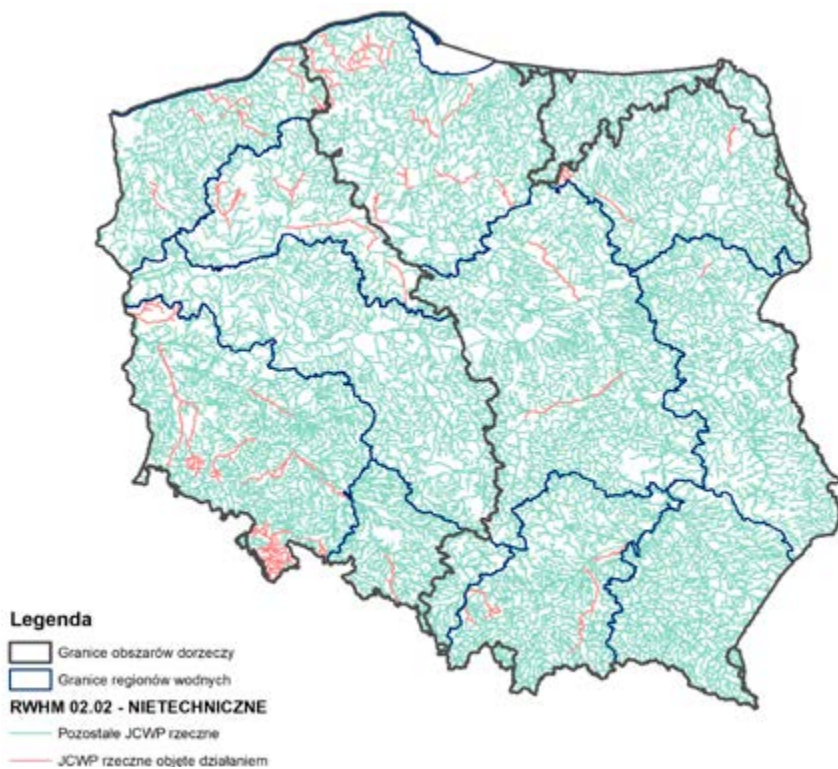 Legenda
Granice obszarów dorzeczy
Granice regionów wodnych
RWHM 02.02 - NIETECHNICZNE
Pozostałe JCWP rzeczne
JCWP rzeczne objęte działaniem